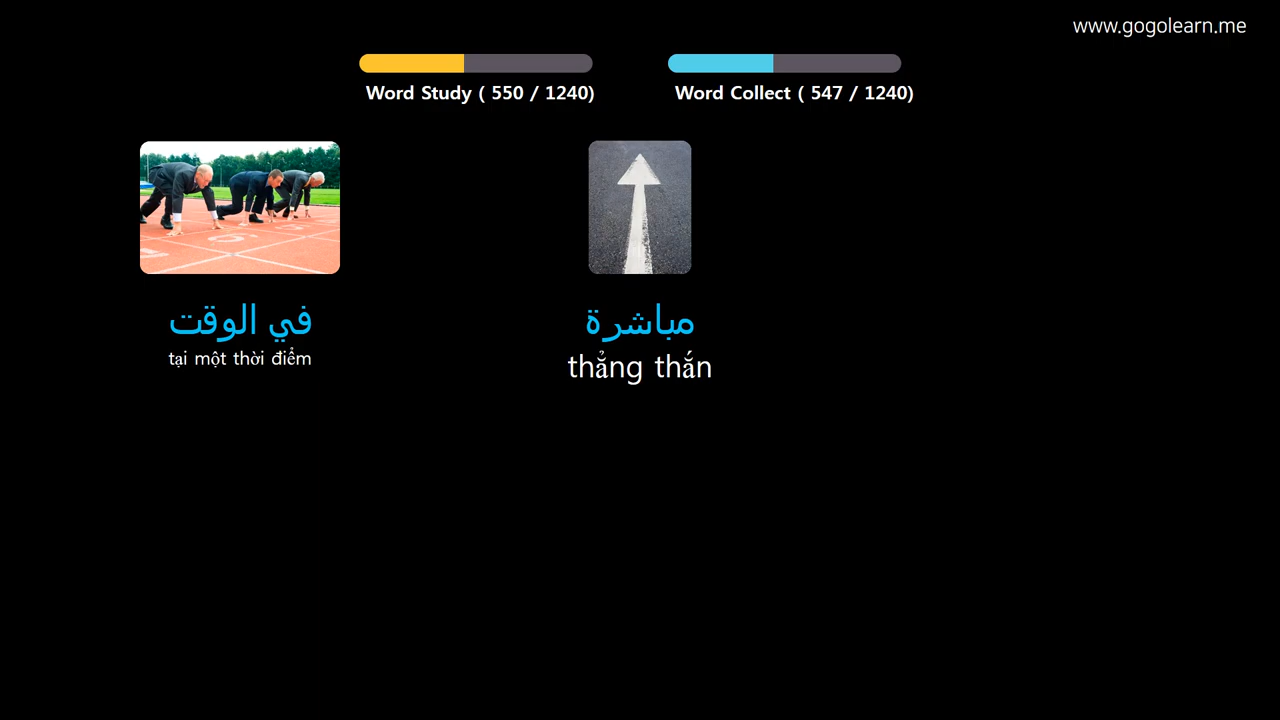 www.gogolearn.me
Word Study ( 550 / 1240)
Word Collect ( 547 / 1240)
في الوقت
tại một thời điểm
مباشرة
thẳng thắn